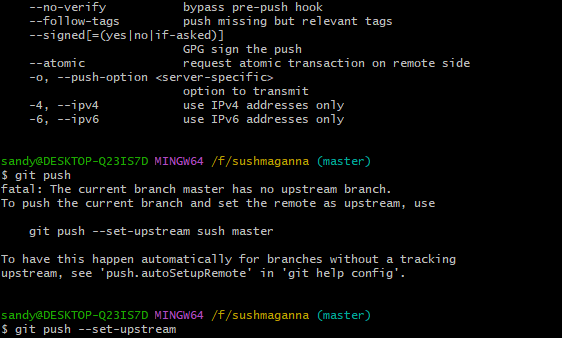 --no-verify bypass pre-push hook
--follow-tags push missing but relevant tags
--signed[=(yes|no|if-asked)]
GPG sign the push
--atomic request atomic transaction on remote side
-o, --push-option <server-specific>
option to transmit
-4, --ipv4 use IPv4 addresses only
-6, --ipv6 use IPv6 addresses only
sandy@DESKTOP-Q23IS7D MINGW64 /f/sushmaganna (master)
$ git push
fatal: The current branch master has no upstream branch.
To push the current branch and set the remote as upstream, use
git push --set-upstream sush master
To have this happen automatically for branches without a tracking
upstream, see 'push.autoSetupRemote' in 'git help config'.
sandy@DESKTOP-Q23IS7D MINGW64 /f/sushmaganna (master)
$ git push --set-upstream